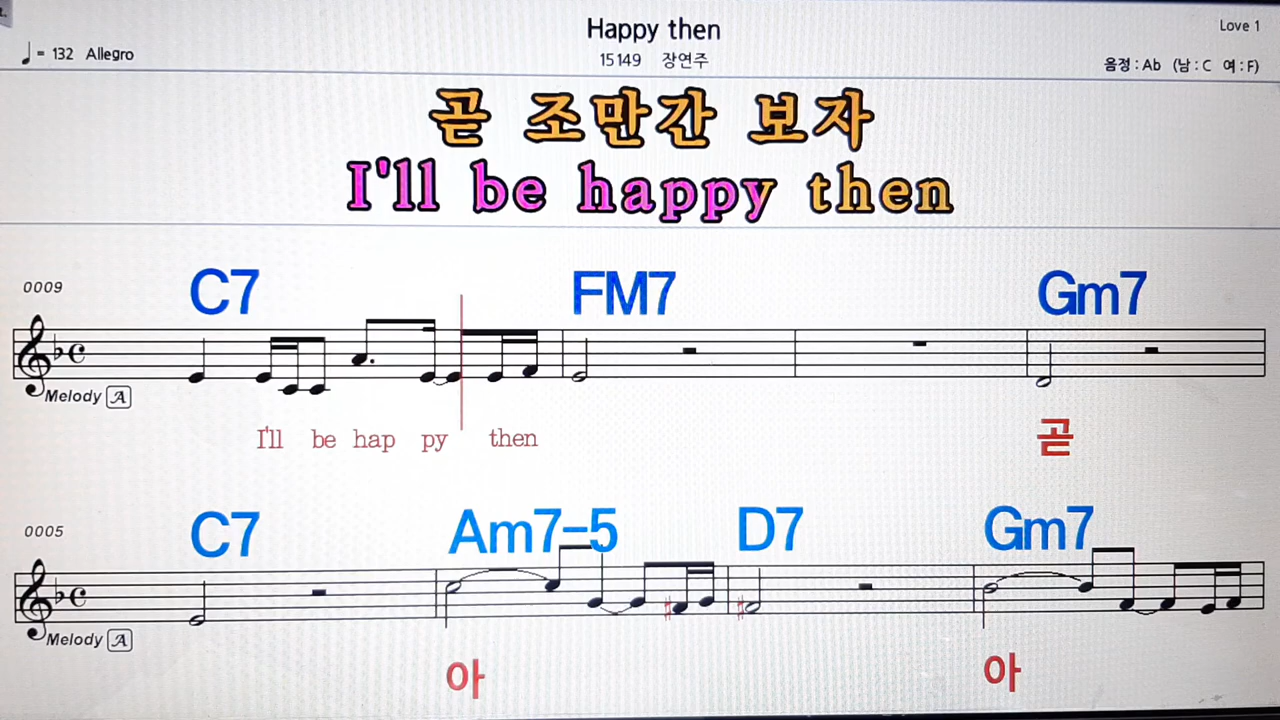 Happy then
Love 1
♩ = 132 Allegro
15149 장연주
음정 : Ab (남 : C 여 : F)
곧 조만간 보자
I'll be happy then
0009
C7 FM7 Gm7
Melody A
I'll be hap py then 곧
0005
C7 Am7-5 D7 Gm7
Melody A
아 아